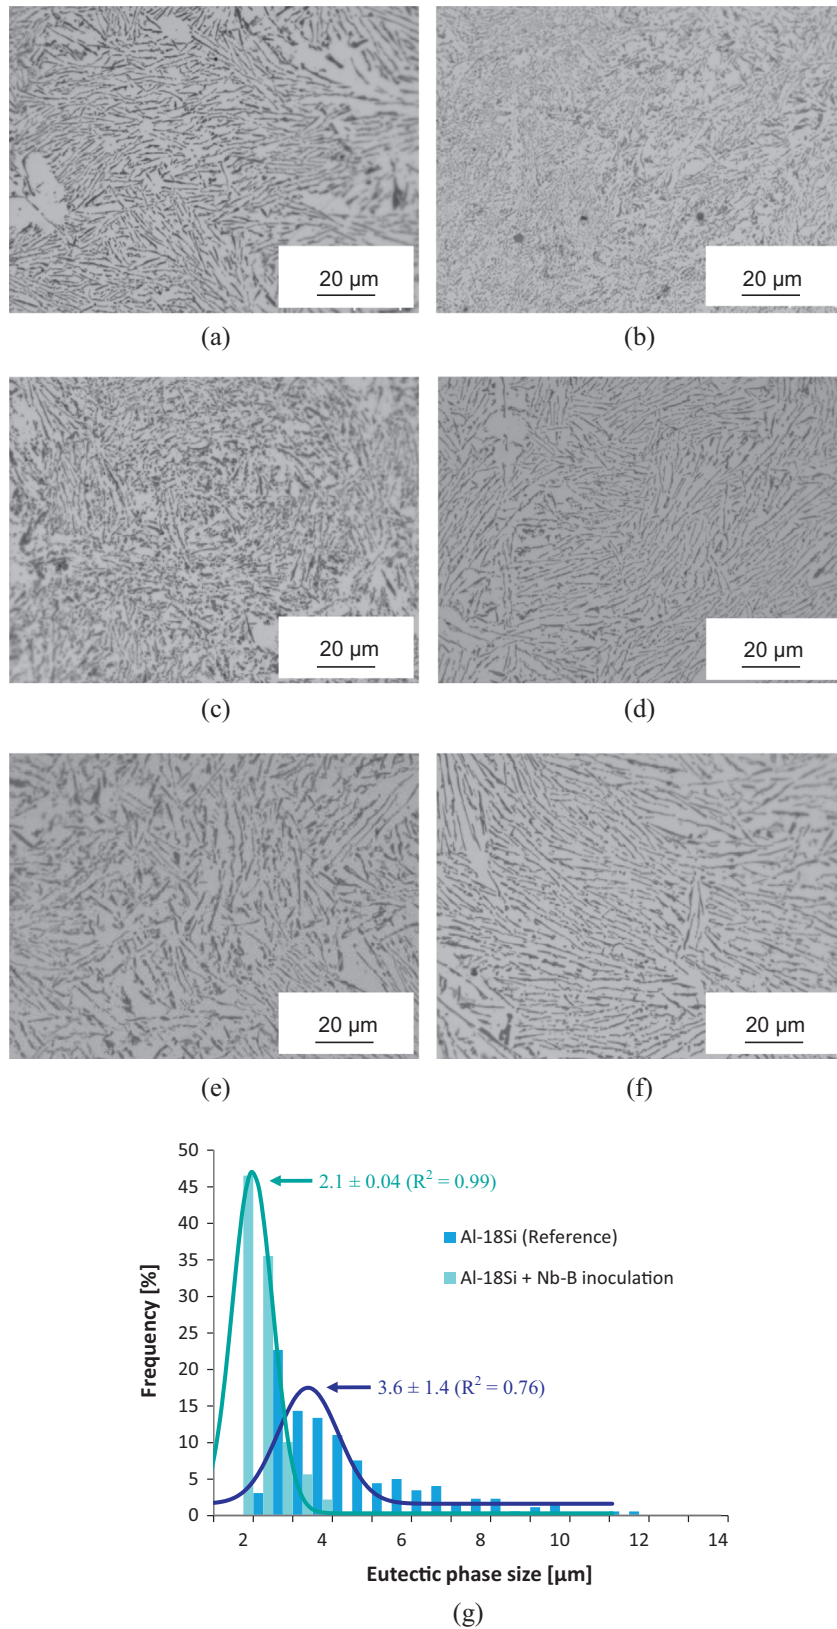 20 µm
20 µm
(a)
(b)
20 µm
20 µm
(c)
(d)
20 µm
20 µm
(e)
(f)
50
45
40
35
30
25
20
15
10
5
0
Frequency [%]
2.1 ± 0.04 (R² = 0.99)
Al-18Si (Reference)
Al-18Si + Nb-B inoculation
3.6 ± 1.4 (R² = 0.76)
2 4 6 8 10 12 14
Eutectic phase size [µm]
(g)